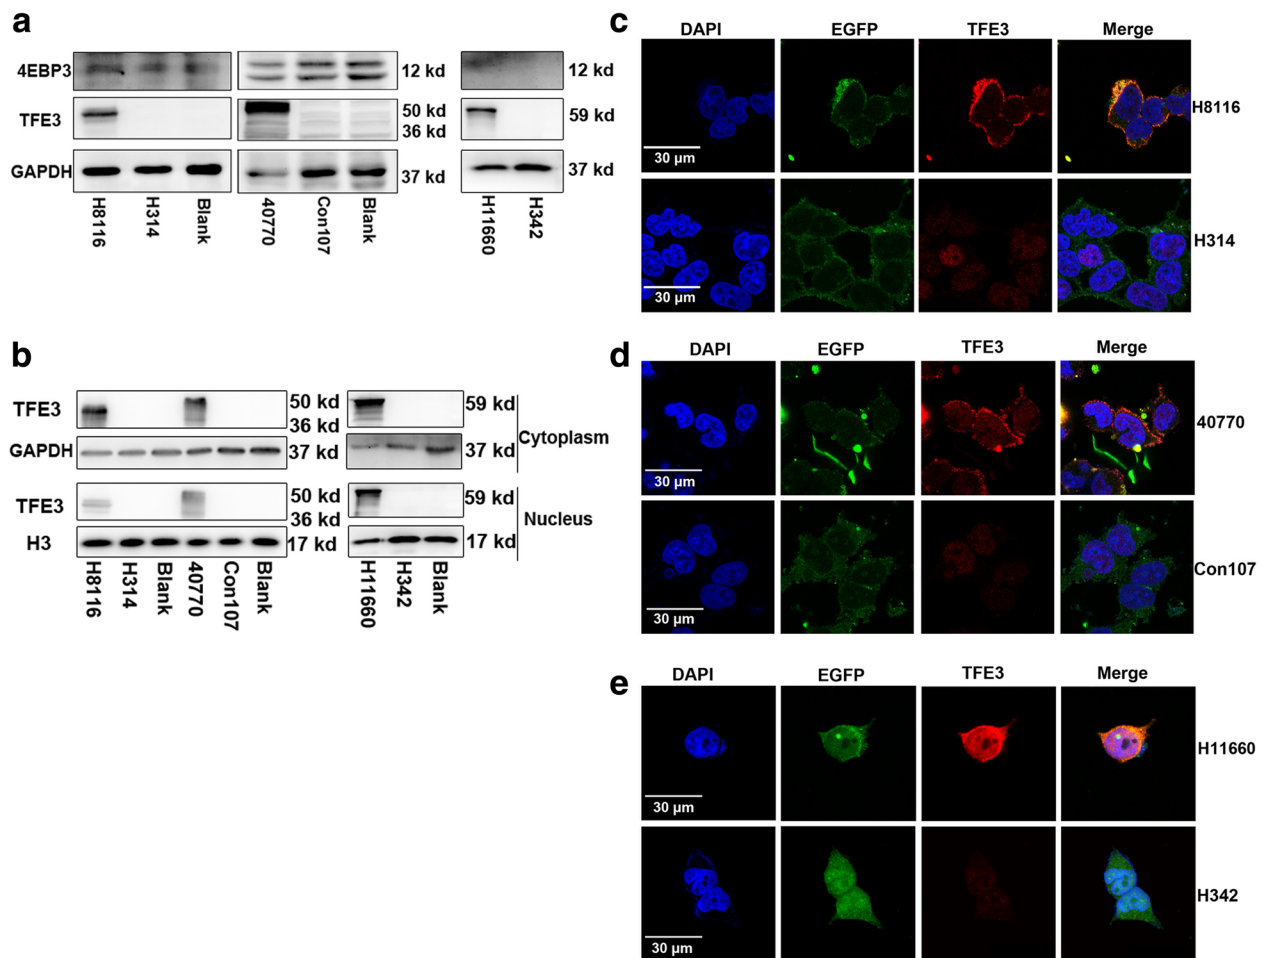 a
4EBP3
12 kd
12 kd
TFE3
50 kd
36 kd
59 kd
GAPDH
37 kd
37 kd
H8116
H314
Blank
40770
Con107
Blank
H11660
H342
b
TFE3
50 kd
36 kd
59 kd
GAPDH
37 kd
37 kd
Cytoplasm
TFE3
50 kd
36 kd
59 kd
H3
17 kd
17 kd
Nucleus
H8116
H314
Blank
40770
Con107
Blank
H11660
H342
Blank
c
DAPI EGFP TFE3 Merge
H8116
30 µm
H314
30 µm
d
DAPI EGFP TFE3 Merge
40770
30 µm
Con107
30 µm
e
DAPI EGFP TFE3 Merge
H11660
30 µm
H342
30 µm